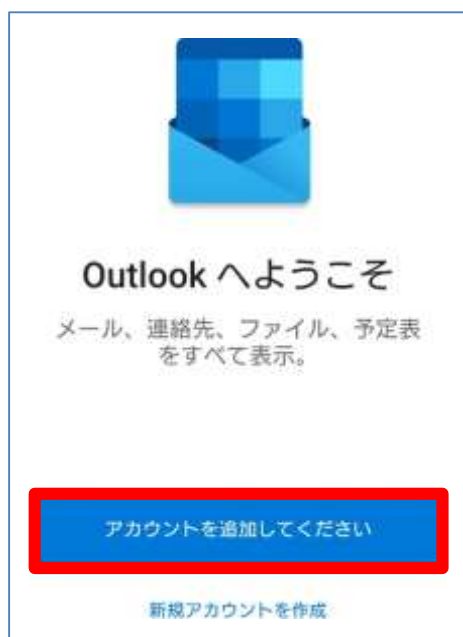 Outlook へようこそ
メール、連絡先、ファイル、予定表
をすべて表示。
アカウントを追加してください
新規アカウントを作成